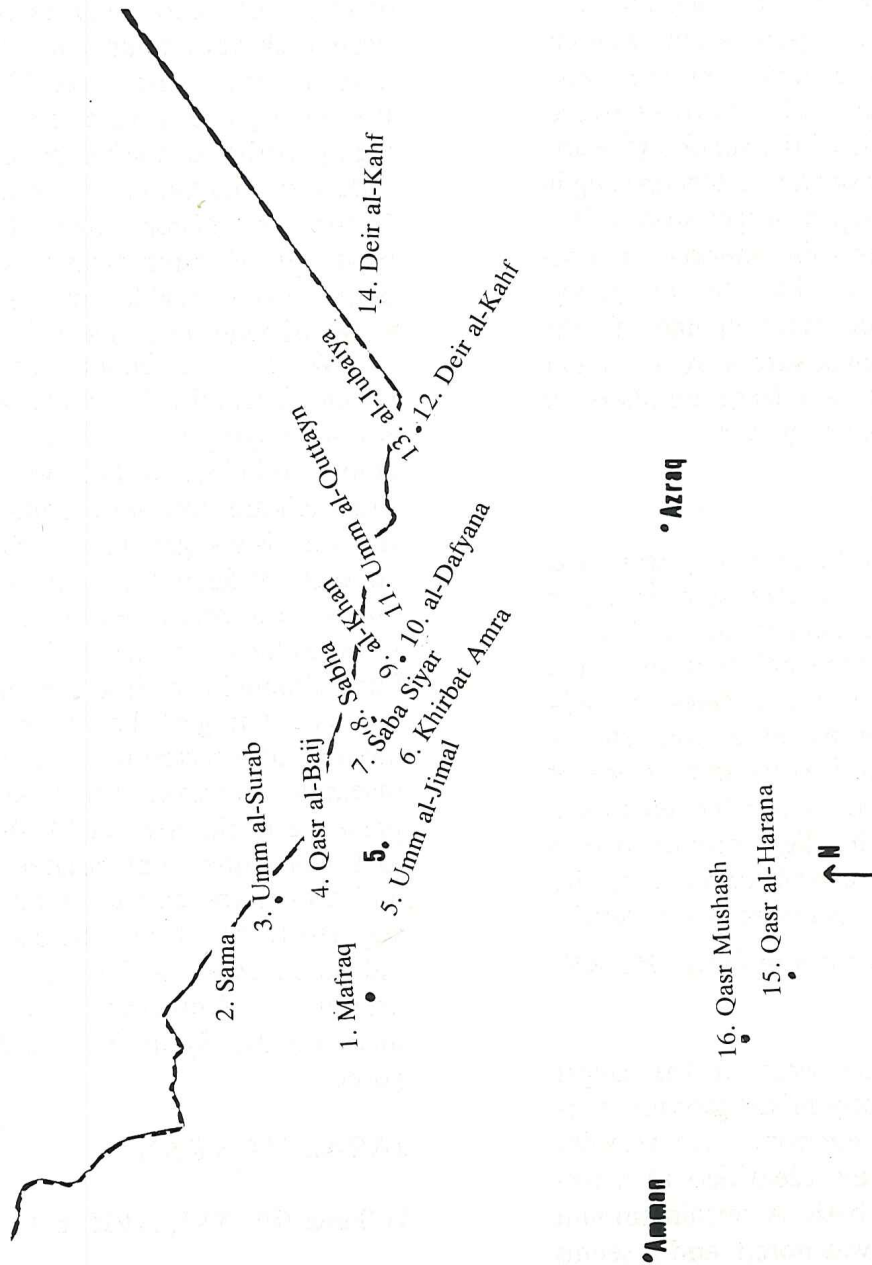 1. Mafraq
2. Sama
3. Umm al-Surab
4. Qasr al-Baij
5.
5. Umm al-Jimal
6. Khirbat Amra
7. Saba Siyar
8. Sabha
9. al-Khan
10. al-Dafyana
11. Umm al-Quttayn
13. al-Jubaiya
12. Deir al-Kahf
14. Deir al-Kahf
Azraq
Amman
16. Qasr Mushash
15. Qasr al-Harana
N